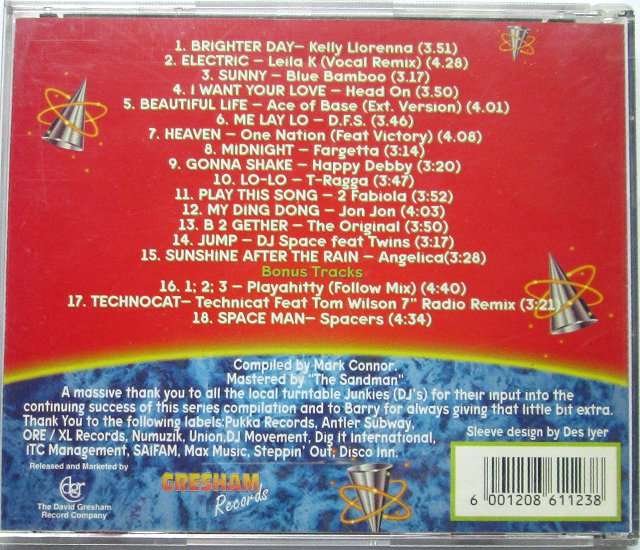 1. BRIGHTER DAY– Kelly Llorenna (3.51)
2. ELECTRIC – Leila K (Vocal Remix) (4.28)
3. SUNNY – Blue Bamboo (3.17)
4. I WANT YOUR LOVE – Head On (3.50)
5. BEAUTIFUL LIFE – Ace of Base (Ext. Version) (4.01)
6. ME LAY LO – D.F.S. (3.46)
7. HEAVEN – One Nation (Feat Victory) (4.08)
8. MIDNIGHT – Fargetta (3:14)
9. GONNA SHAKE – Happy Debby (3:20)
10. LO-LO – T-Ragga (3:47)
11. PLAY THIS SONG – 2 Fabiola (3:52)
12. MY DING DONG – Jon Jon (4:03)
13. B 2 GETHER – The Original (3:50)
14. JUMP – DJ Space feat Twins (3:17)
15. SUNSHINE AFTER THE RAIN – Angelica(3:28)
Bonus Tracks
16. 1; 2; 3 – Playahitty (Follow Mix) (4:40)
17. TECHNOCAT– Technicat Feat Tom Wilson 7" Radio Remix (3:21)
18. SPACE MAN– Spacers (4:34)
Compiled by Mark Connor.
Mastered by "The Sandman"
A massive thank you to all the local turntable Junkies (DJ's) for their input into the
continuing success of this series compilation and to Barry for always giving that little bit extra.
Thank You to the following labels:Pukka Records, Antler Subway,
ORE / XL Records, Numuzik, Union,DJ Movement, Dig It International,
ITC Management, SAIFAM, Max Music, Steppin' Out, Disco Inn.
Sleeve design by Des Iyer
Released and Marketed by
dgr
The David Gresham
Record Company
GRESHAM
Records
6 001208 611238